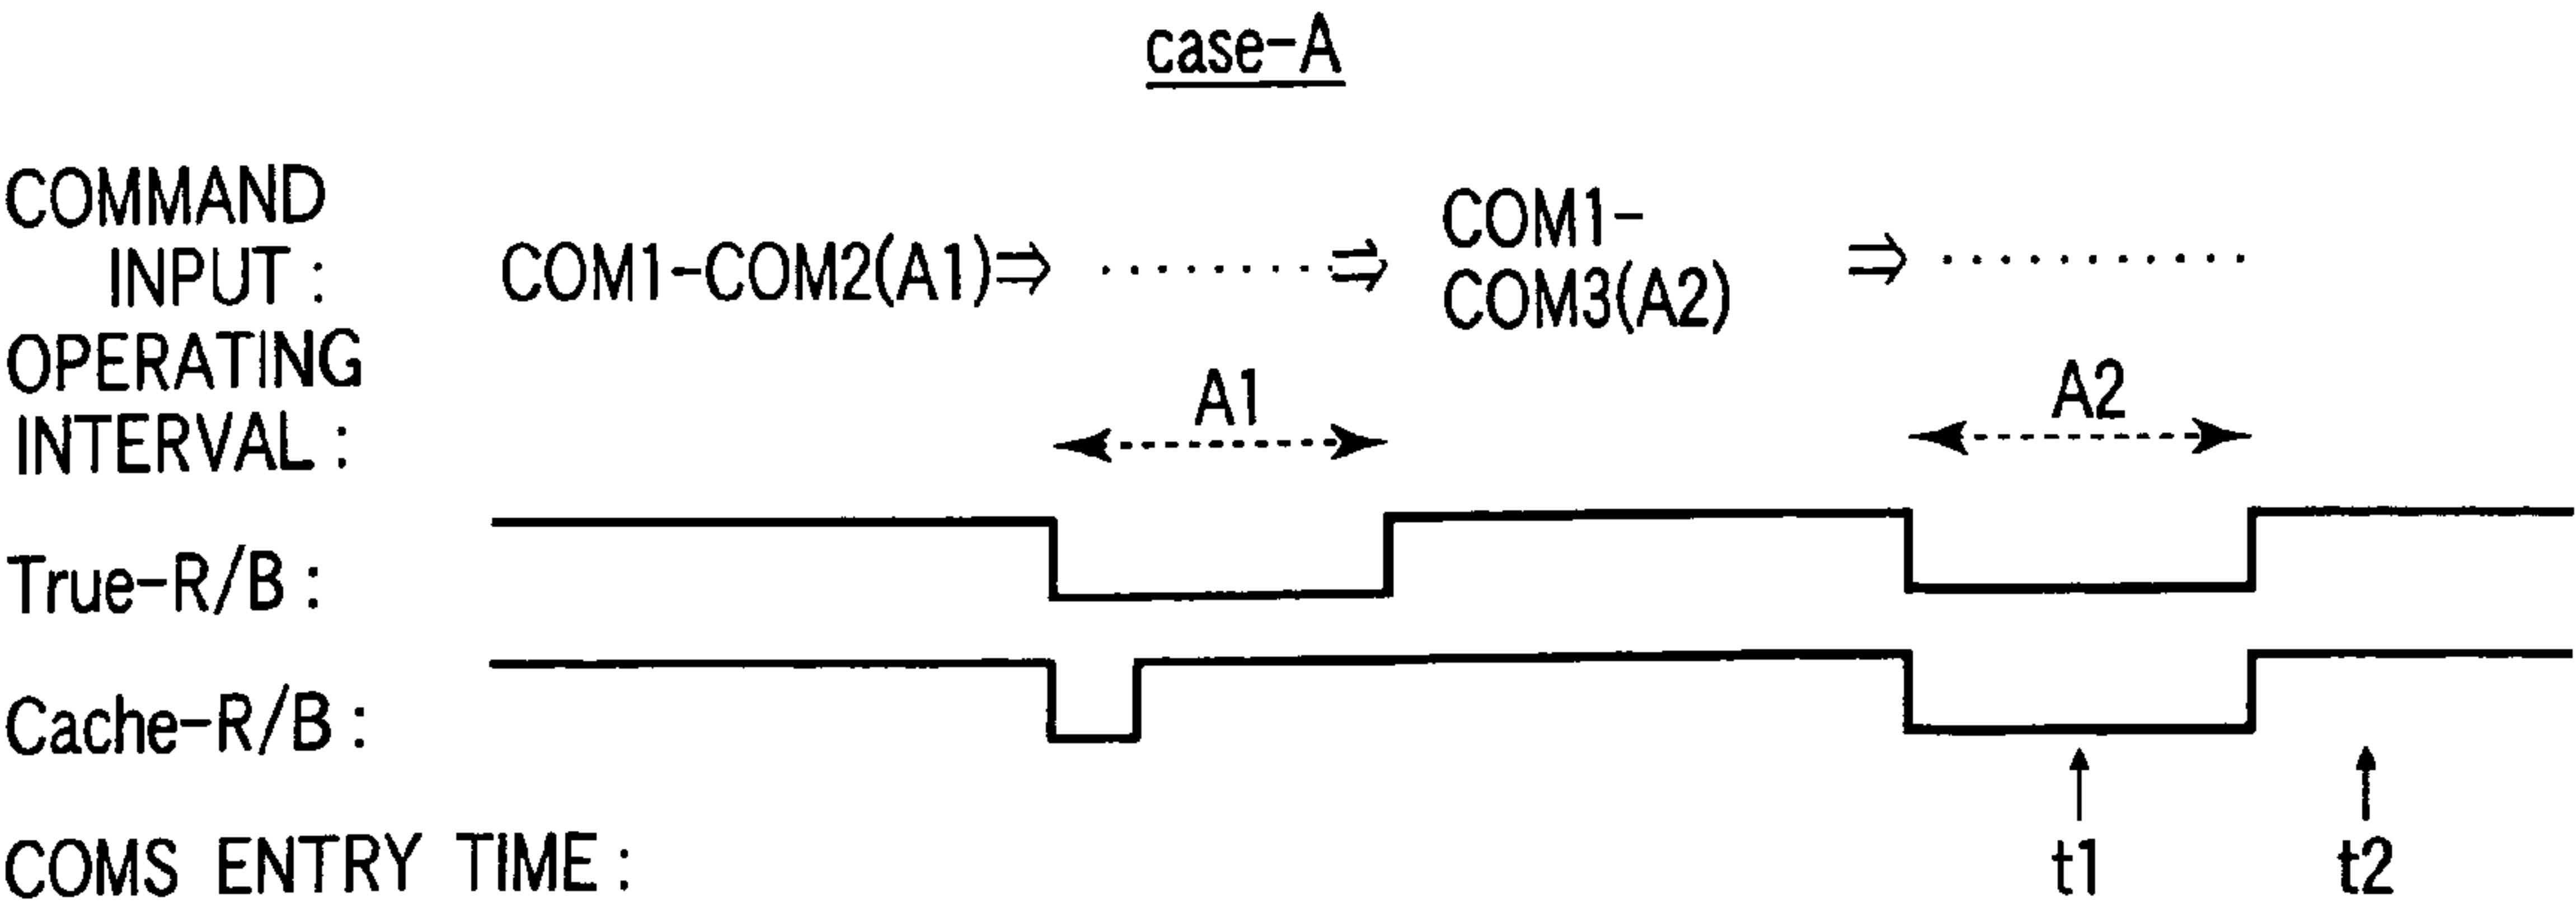 case-A
COMMAND
INPUT :
COM1-COM2(A1)⇒ ········⇒ COM1-
COM3(A2) ⇒ ···········
OPERATING
INTERVAL :
A1
A2
True-R/B :
Cache-R/B :
COMS ENTRY TIME :
t1
t2